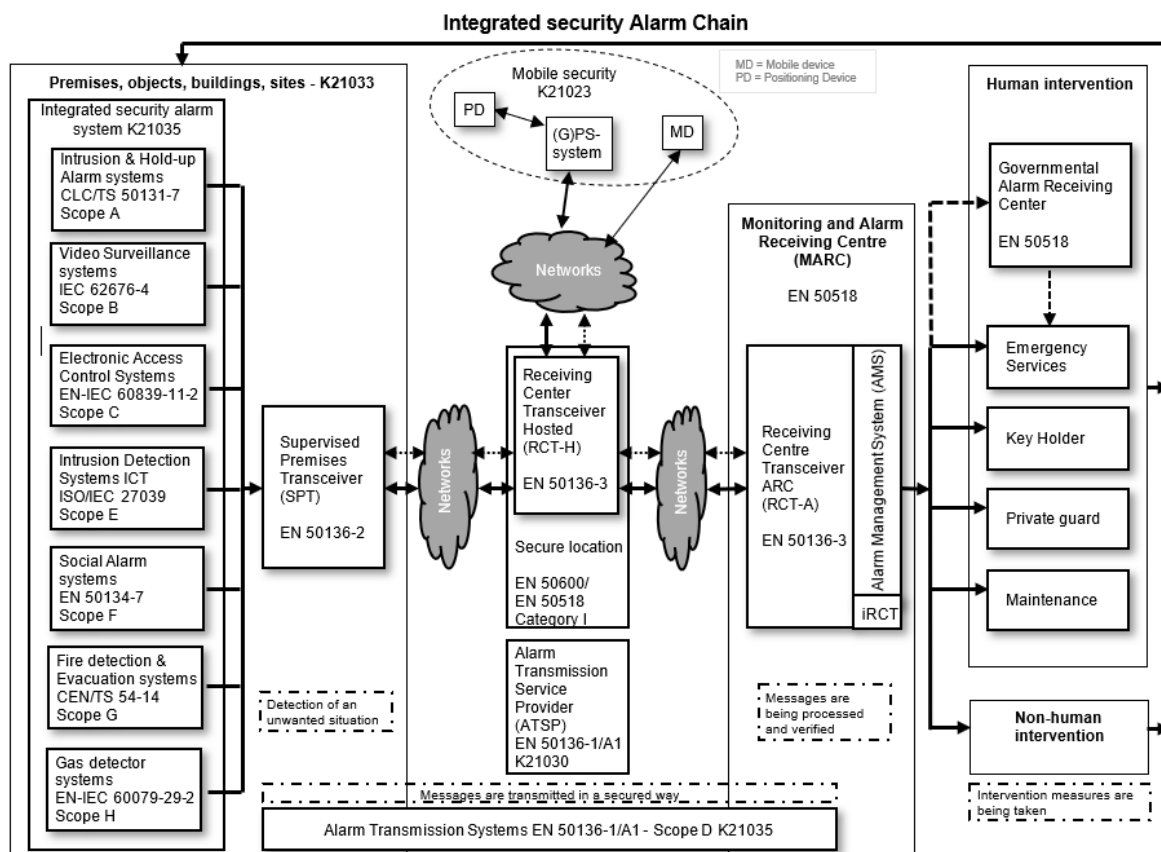 Integrated security Alarm Chain
Premises, objects, buildings, sites - K21033
Integrated security alarm
system K21035
Intrusion & Hold-up
Alarm systems
CLC/TS 50131-7
Scope A
Video Surveillance
systems
IEC 62676-4
Scope B
Electronic Access
Control Systems
EN-IEC 60839-11-2
Scope C
Intrusion Detection
Systems ICT
ISO/IEC 27039
Scope E
Social Alarm
systems
EN 50134-7
Scope F
Fire detection &
Evacuation systems
CEN/TS 54-14
Scope G
Gas detector
systems
EN-IEC 60079-29-2
Scope H
Supervised
Premises
Transceiver
(SPT)
EN 50136-2
Detection of an
unwanted situation
Mobile security
K21023
PD
(G)PS-
system
MD
MD = Mobile device
PD = Positioning Device
Networks
Networks
Receiving
Center
Transceiver
Hosted
(RCT-H)
EN 50136-3
Secure location
EN 50600/
EN 50518
Category I
Alarm
Transmission
Service
Provider
(ATSP)
EN 50136-1/A1
K21030
Networks
Messages are transmitted in a secured way
Alarm Transmission Systems EN 50136-1/A1 - Scope D K21035
Monitoring and Alarm
Receiving Centre
(MARC)
EN 50518
Receiving
Centre
Transceiver
ARC
(RCT-A)
EN 50136-3
Alarm Management System (AMS)
iRCT
Messages are
being processed
and verified
Human intervention
Governmental
Alarm Receiving
Center
EN 50518
Emergency
Services
Key Holder
Private guard
Maintenance
Non-human
intervention
Intervention measures are
being taken